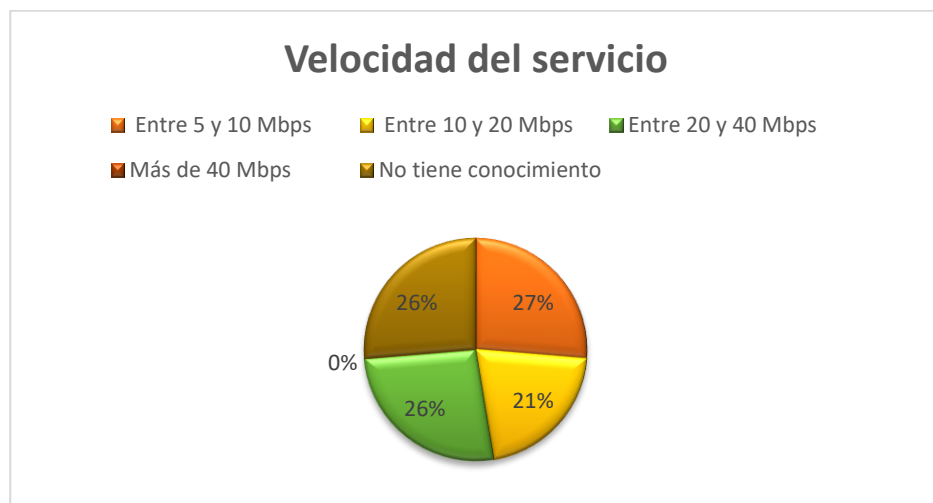 Velocidad del servicio
Entre 5 y 10 Mbps Entre 10 y 20 Mbps Entre 20 y 40 Mbps
Más de 40 Mbps No tiene conocimiento
26% 27%
0%
26% 21%